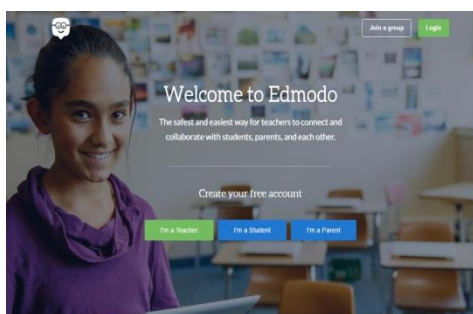 Join a group
Login
Welcome to Edmodo
The safest and easiest way for teachers to connect and
collaborate with students, parents, and each other.
Create your free account
I'm a Teacher
I'm a Student
I'm a Parent